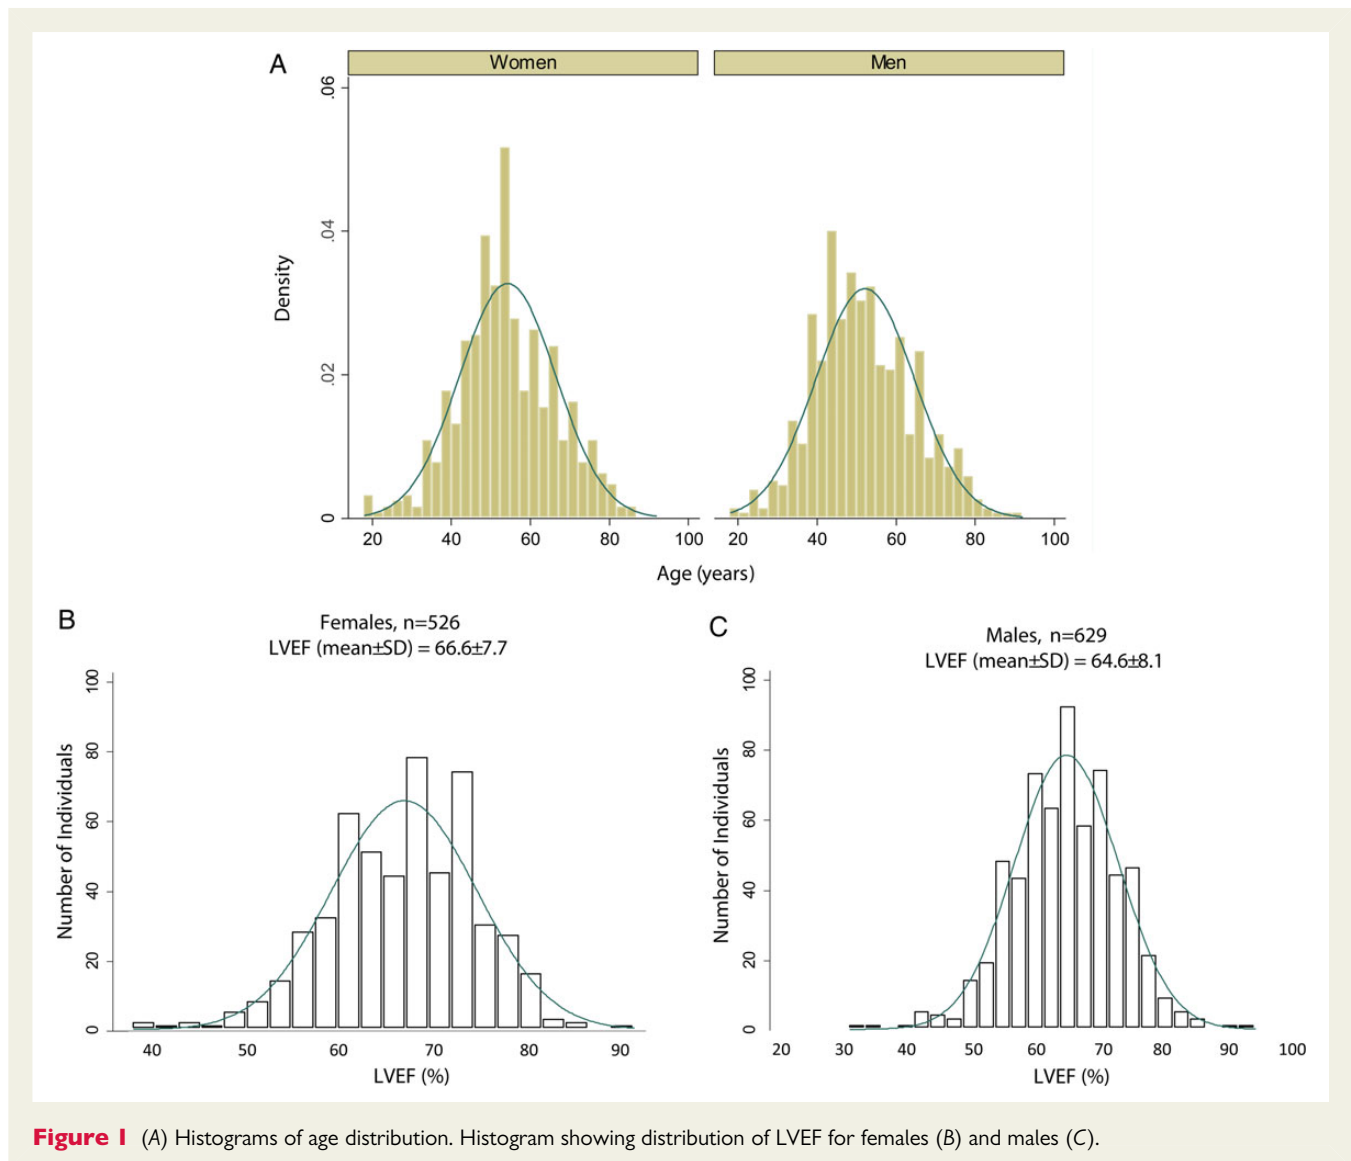 A
Women
Men
.06
.04
.02
0
Density
20 40 60 80 100
20 40 60 80 100
Age (years)
B
Females, n=526
LVEF (mean±SD) = 66.6±7.7
100
80
60
40
20
0
Number of Individuals
40 50 60 70 80 90
LVEF (%)
C
Males, n=629
LVEF (mean±SD) = 64.6±8.1
100
80
60
40
20
0
Number of Individuals
20 30 40 50 60 70 80 90 100
LVEF (%)
Figure 1 (A) Histograms of age distribution. Histogram showing distribution of LVEF for females (B) and males (C).